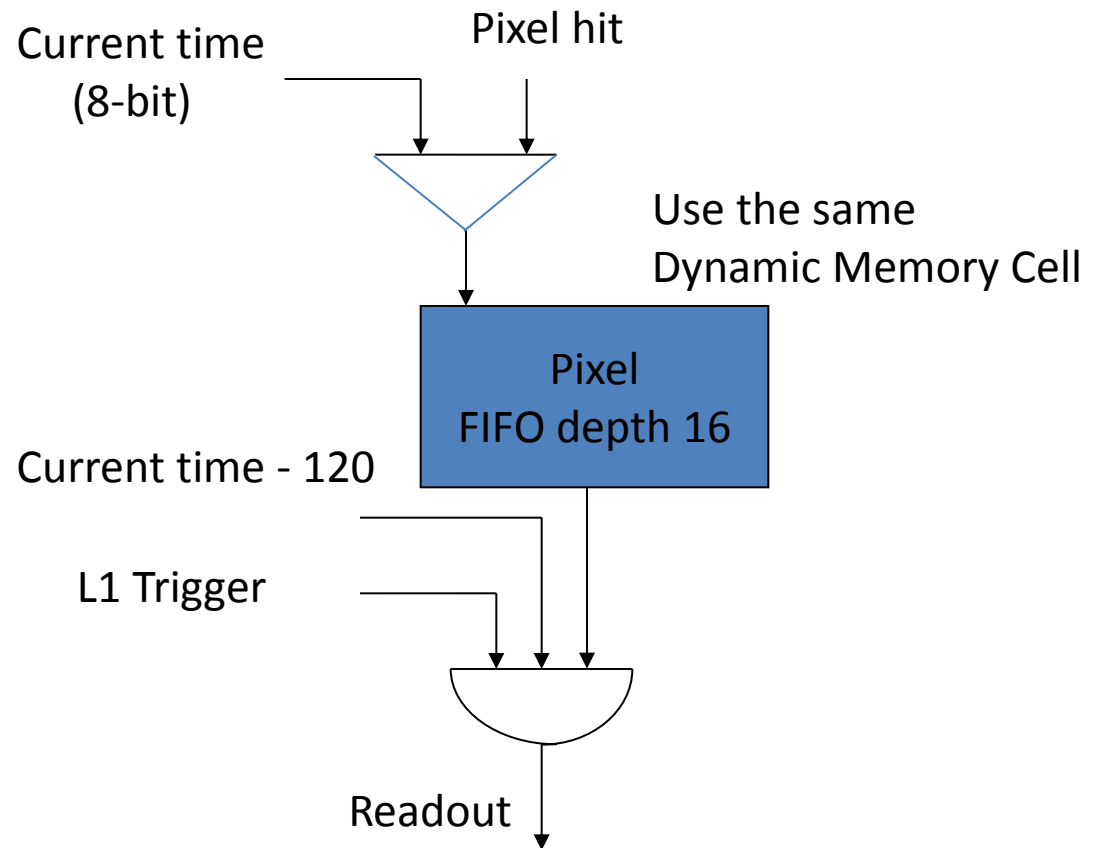 Current time
(8-bit)
Pixel hit
Use the same
Dynamic Memory Cell
Pixel
FIFO depth 16
Current time - 120
L1 Trigger
Readout